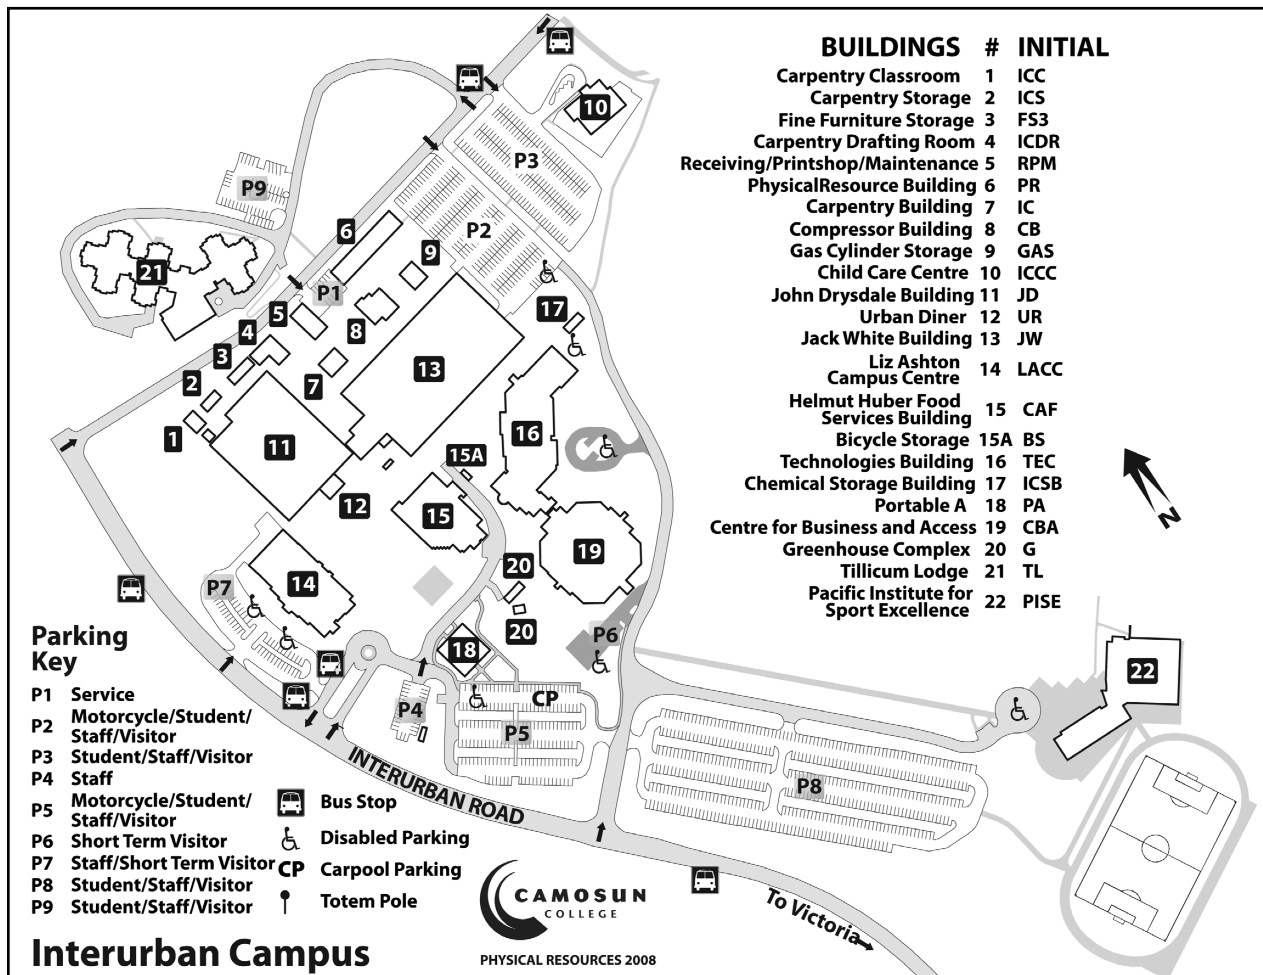 BUILDINGS # INITIAL
Carpentry Classroom 1 ICC
Carpentry Storage 2 ICS
Fine Furniture Storage 3 FS3
Carpentry Drafting Room 4 ICDR
Receiving/Printshop/Maintenance 5 RPM
PhysicalResource Building 6 PR
Carpentry Building 7 IC
Compressor Building 8 CB
Gas Cylinder Storage 9 GAS
Child Care Centre 10 ICCC
John Drysdale Building 11 JD
Urban Diner 12 UR
Jack White Building 13 JW
Liz Ashton
Campus Centre 14 LACC
Helmut Huber Food
Services Building 15 CAF
Bicycle Storage 15A BS
Technologies Building 16 TEC
Chemical Storage Building 17 ICSB
Portable A 18 PA
Centre for Business and Access 19 CBA
Greenhouse Complex 20 G
Tillicum Lodge 21 TL
Pacific Institute for
Sport Excellence 22 PISE
N
10
P3
P9
P2
6
9
21
P1
5
17
4
8
3
13
2
7
16
1
11
15A
12
15
19
20
14
P7
20
P6
18
22
CP
P4
P5
P8
INTERURBAN ROAD
To Victoria
Parking
Key
P1 Service
P2 Motorcycle/Student/
Staff/Visitor
P3 Student/Staff/Visitor
P4 Staff
P5 Motorcycle/Student/
Staff/Visitor
P6 Short Term Visitor
P7 Staff/Short Term Visitor
P8 Student/Staff/Visitor
P9 Student/Staff/Visitor
Bus Stop
Disabled Parking
CP Carpool Parking
Totem Pole
CAMOSUN
COLLEGE
PHYSICAL RESOURCES 2008
Interurban Campus